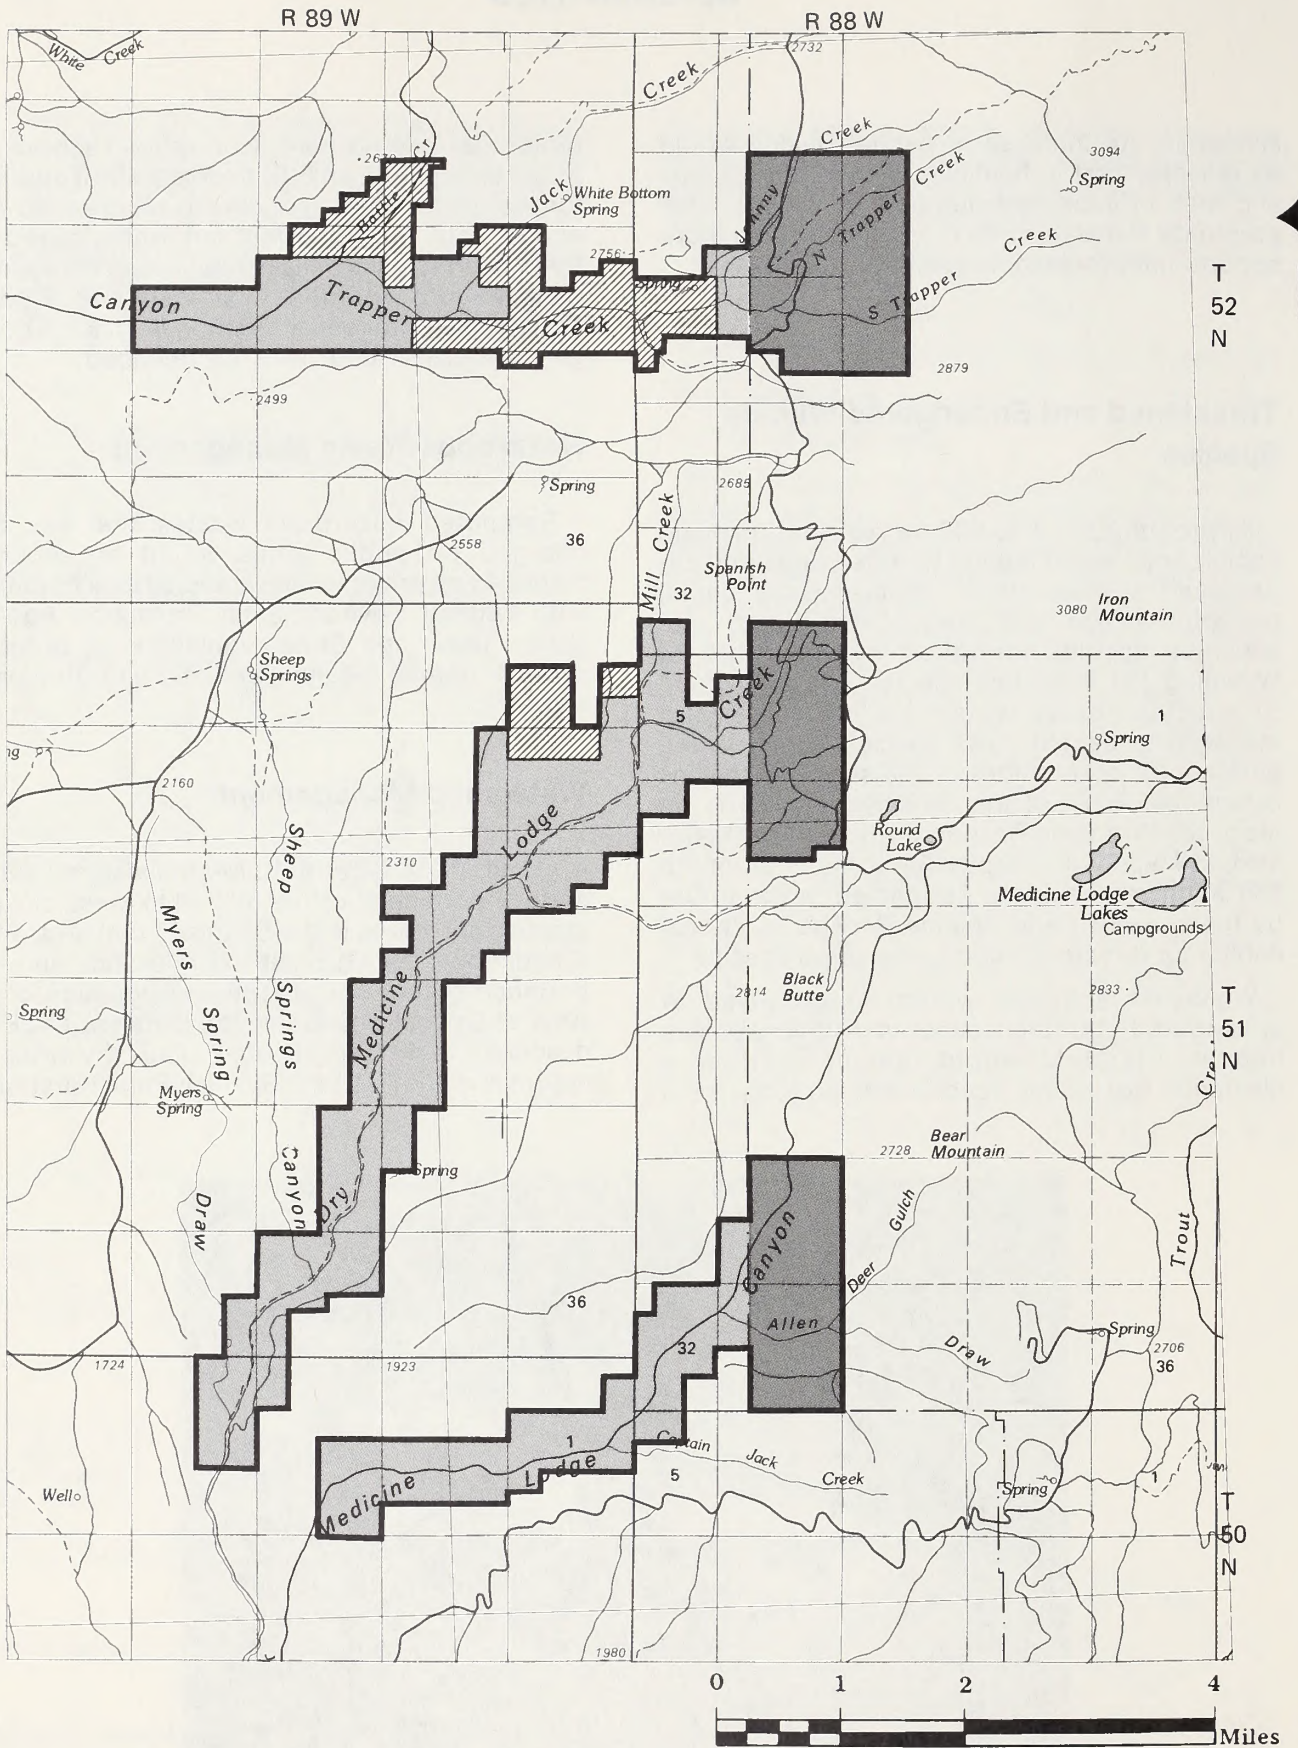 R 89 W
R 88 W
White Creek
2732
Creek
Creek
3094
Spring
Creek
Battle Cr
Jack
White Bottom
Spring
Johnny
N Trapper
Creek
2756
Spring
S Trapper
T
52
N
Canyon
Trapper
Creek
2879
2499
Spring
2685
36
2558
Mill Creek
Spanish
Point
32
3080
Iron
Mountain
Sheep
Springs
Creek
5
1
Spring
2160
Lodge
Sheep
Round
Lake
2310
Medicine Lodge
Lakes
Campgrounds
Myers
Black
Butte
2814
2833
Spring
Springs
Medicine
T
51
N
Spring
Myers
Spring
Cre
Bear
Mountain
2728
Spring
Canyon
Dry
Draw
Gulch
Canyon
Trout
Deer
36
Allen
Spring
32
Draw
2706
36
1724
1923
1
Captain
Jack
Creek
Lodge
5
1
Medicine
Spring
Well
T
50
N
1980
0 1 2 4
Miles